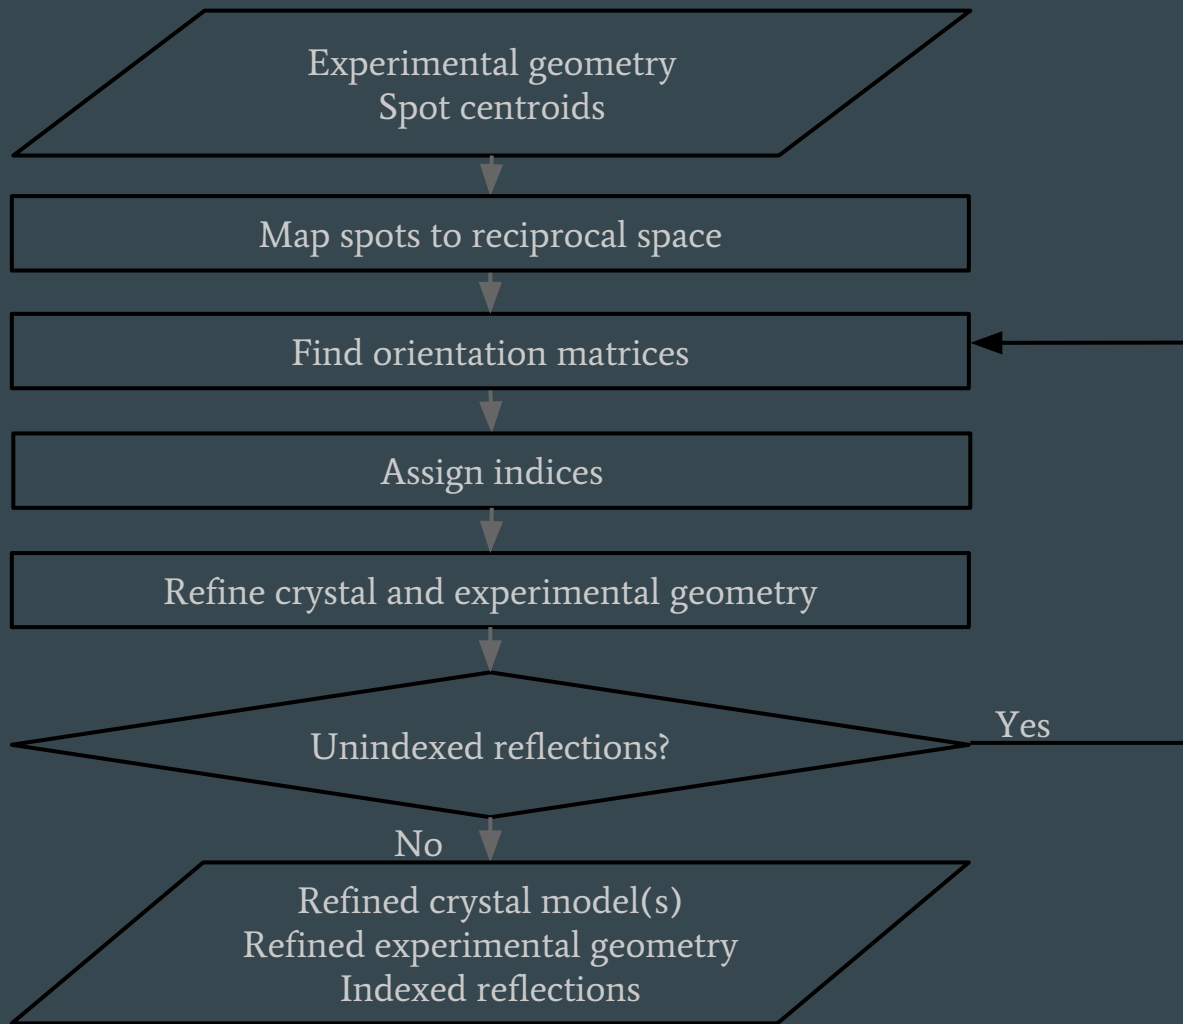 Experimental geometry
Spot centroids
Map spots to reciprocal space
Find orientation matrices
Assign indices
Refine crystal and experimental geometry
Unindexed reflections?
Yes
No
Refined crystal model(s)
Refined experimental geometry
Indexed reflections